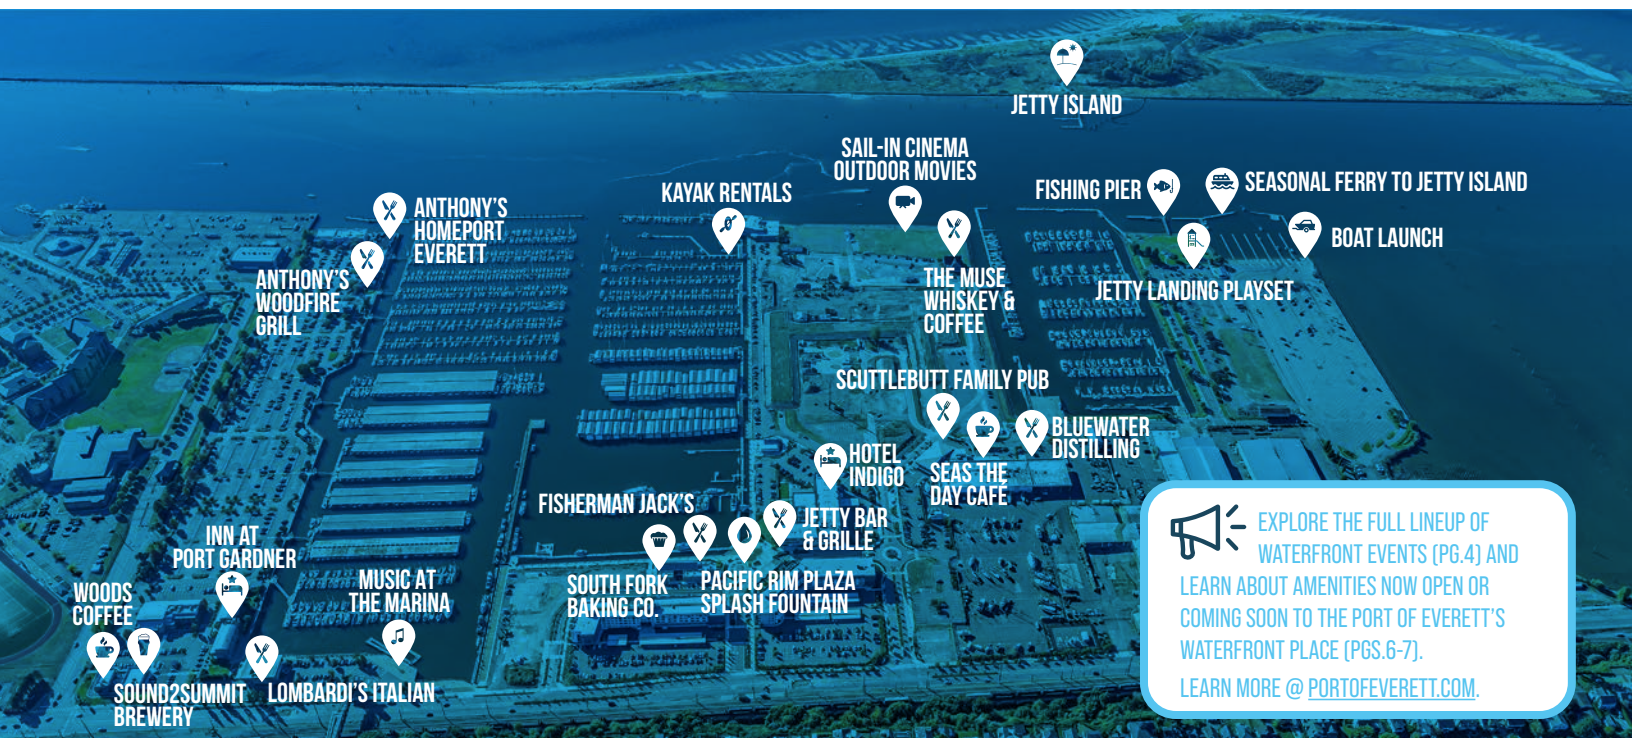 JETTY ISLAND
SAIL-IN CINEMA
OUTDOOR MOVIES
KAYAK RENTALS
FISHING PIER
SEASONAL FERRY TO JETTY ISLAND
ANTHONY'S
HOMEPORT
EVERETT
BOAT LAUNCH
ANTHONY'S
WOODFIRE
GRILL
THE MUSE
WHISKEY &
COFFEE
JETTY LANDING PLAYSET
SCUTTLEBUTT FAMILY PUB
BLUEWATER
DISTILLING
HOTEL
INDIGO
SEAS THE
DAY CAFÉ
FISHERMAN JACK'S
JETTY BAR
& GRILLE
INN AT
PORT GARDNER
MUSIC AT
THE MARINA
SOUTH FORK
BAKING CO.
PACIFIC RIM PLAZA
SPLASH FOUNTAIN
WOODS
COFFEE
SOUND2SUMMIT
BREWERY
LOMBARDI'S ITALIAN
EXPLORE THE FULL LINEUP OF
WATERFRONT EVENTS (PG.4) AND
LEARN ABOUT AMENITIES NOW OPEN OR
COMING SOON TO THE PORT OF EVERETT'S
WATERFRONT PLACE (PGS.6-7).
LEARN MORE @ PORTOFEVERETT.COM.